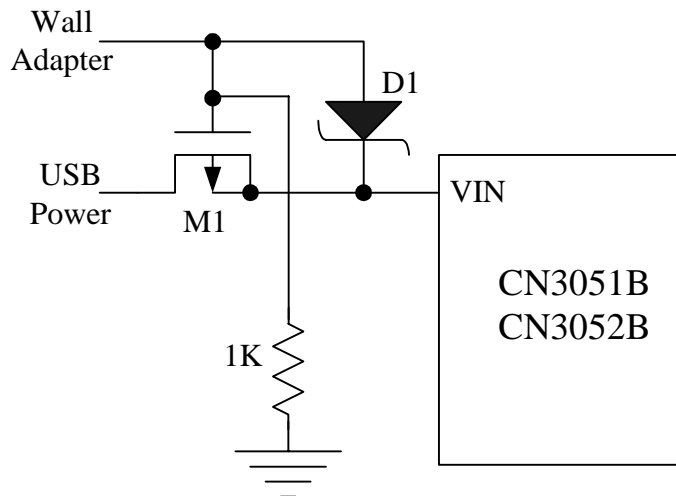 Wall
Adapter
D1
USB
Power
M1
VIN
CN3051B
CN3052B
1K